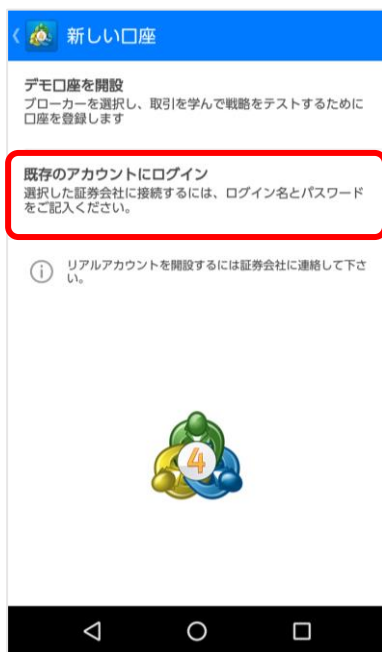 新しい口座
デモ口座を開設
ブローカーを選択し、取引を学んで戦略をテストするために
口座を登録します
既存のアカウントにログイン
選択した証券会社に接続するには、ログイン名とパスワード
をご記入ください。
リアルアカウントを開設するには証券会社に連絡して下さ
い。
4